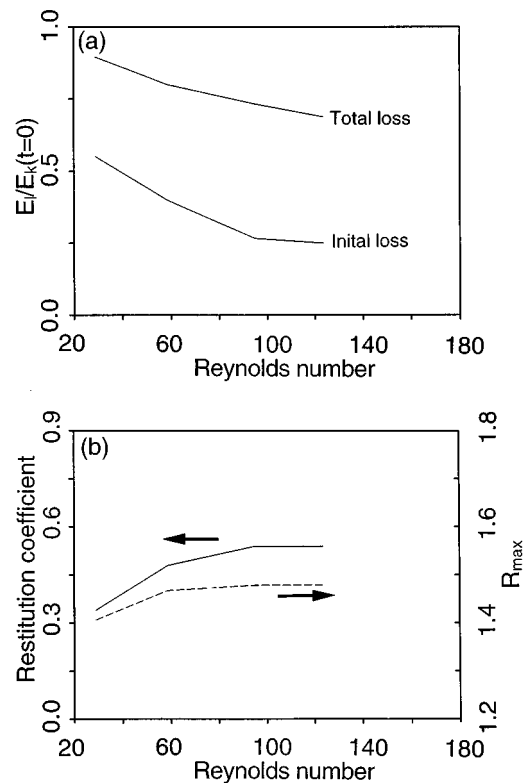 (a)
1.0
0.5
0.0
E_l/E_k(t=0)
Total loss
Inital loss
20 60 100 140 180
Reynolds number
(b)
0.9
0.6
0.3
0.0
Restitution coefficient
1.8
1.6
1.4
1.2
R_max
20 60 100 140 180
Reynolds number